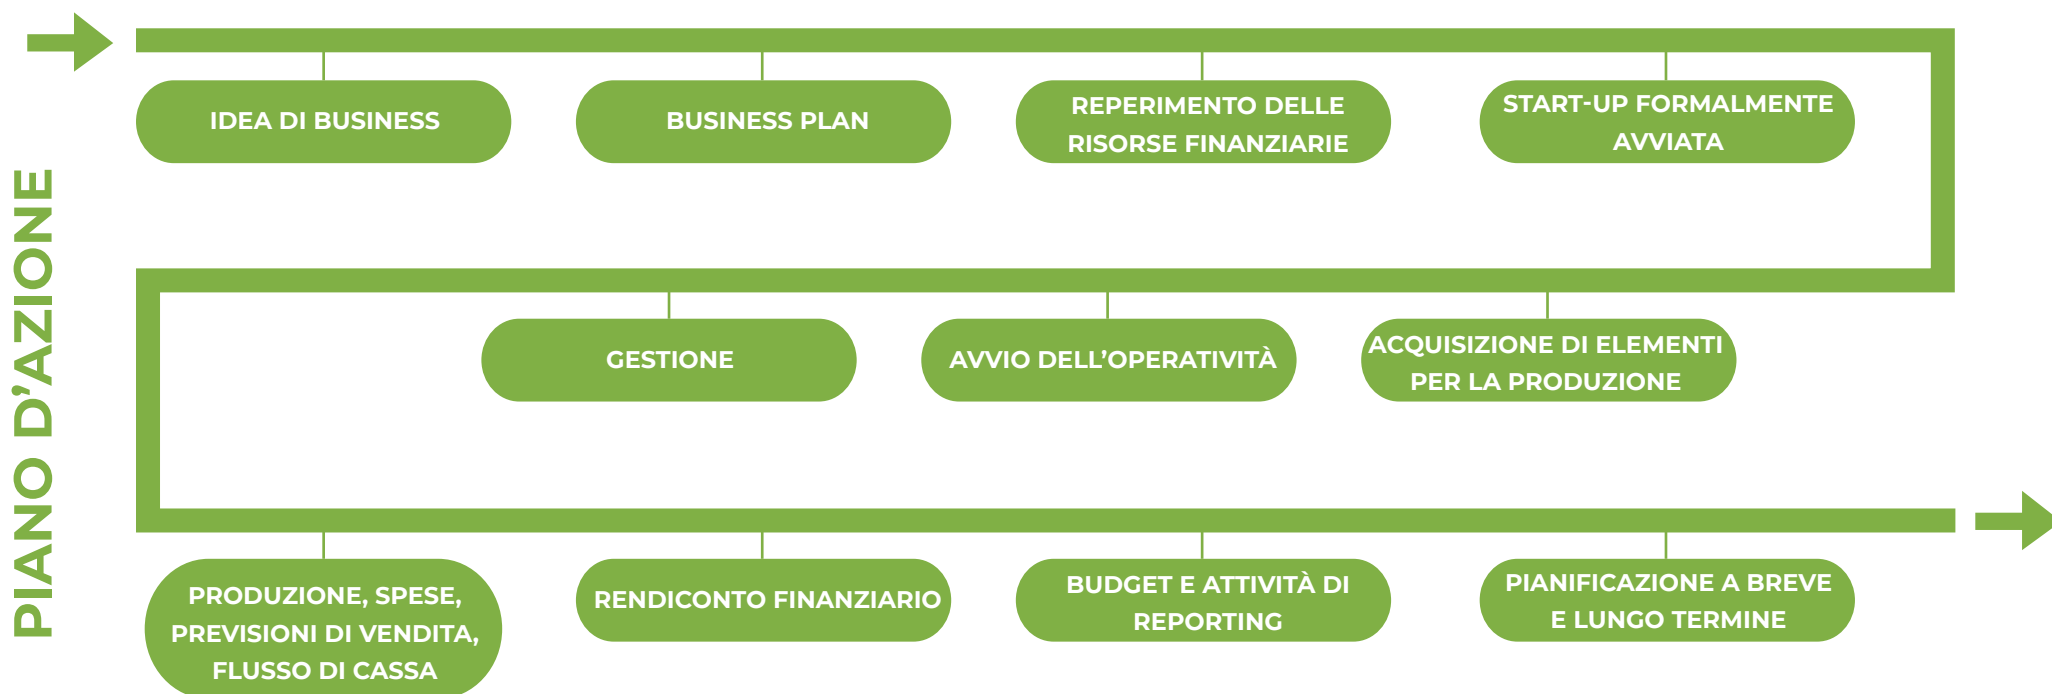 PIANO D'AZIONE
IDEA DI BUSINESS
BUSINESS PLAN
REPERIMENTO DELLE
RISORSE FINANZIARIE
START-UP FORMALMENTE
AVVIATA
GESTIONE
AVVIO DELL'OPERATIVITÀ
ACQUISIZIONE DI ELEMENTI
PER LA PRODUZIONE
PRODUZIONE, SPESE,
PREVISIONI DI VENDITA,
FLUSSO DI CASSA
RENDICONTO FINANZIARIO
BUDGET E ATTIVITÀ DI
REPORTING
PIANIFICAZIONE A BREVE
E LUNGO TERMINE